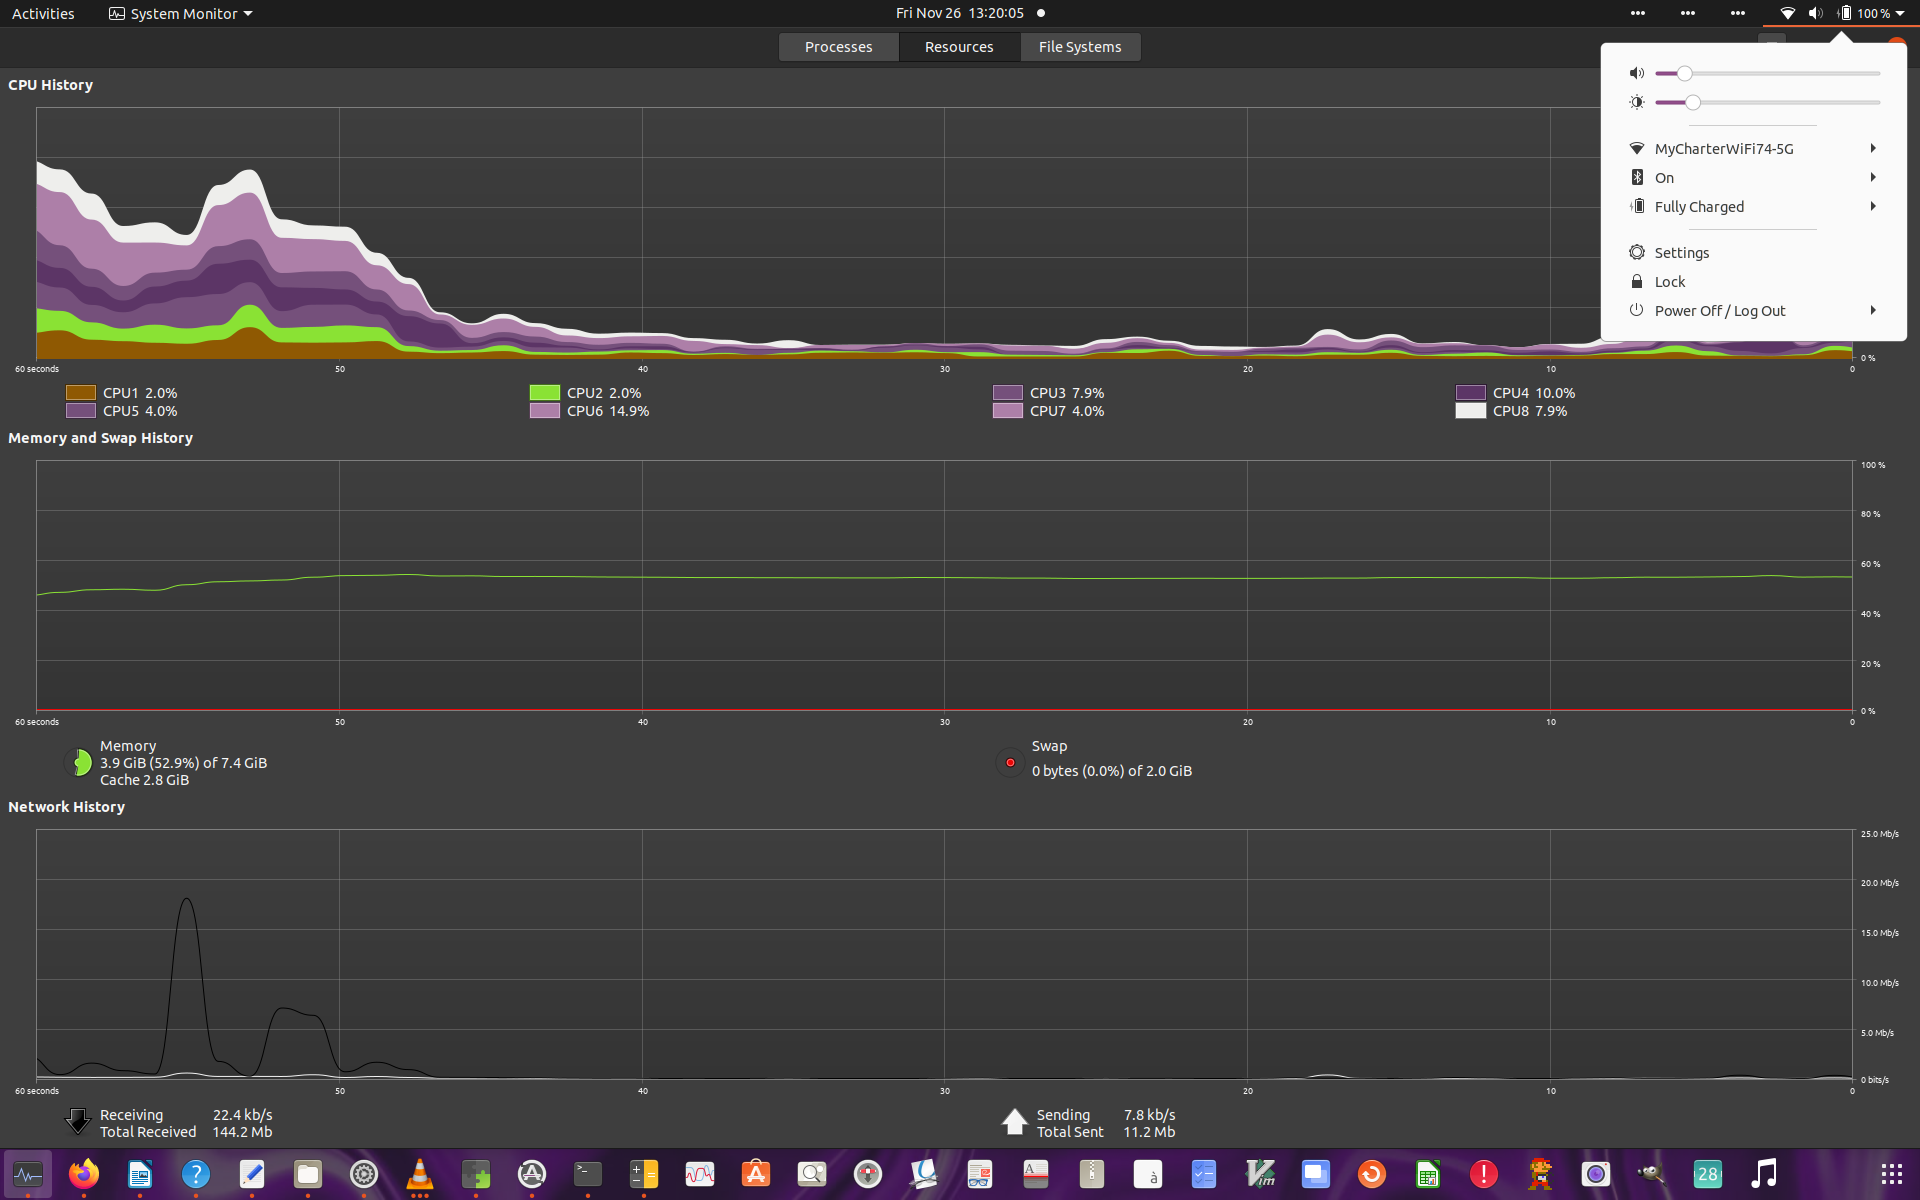 Activities
System Monitor
Fri Nov 26 13:20:05
100 %
Processes
Resources
File Systems
MyCharterWiFi74-5G
On
Fully Charged
Settings
Lock
Power Off / Log Out
CPU History
0 %
60 seconds 50 40 30 20 10 0
CPU1 2.0% CPU2 2.0% CPU3 7.9% CPU4 10.0%
CPU5 4.0% CPU6 14.9% CPU7 4.0% CPU8 7.9%
Memory and Swap History
100 %
80 %
60 %
40 %
20 %
0 %
60 seconds 50 40 30 20 10 0
Memory
3.9 GiB (52.9%) of 7.4 GiB
Cache 2.8 GiB
Swap
0 bytes (0.0%) of 2.0 GiB
Network History
25.0 Mb/s
20.0 Mb/s
15.0 Mb/s
10.0 Mb/s
5.0 Mb/s
0 bits/s
60 seconds 50 40 30 20 10 0
Receiving 22.4 kb/s
Total Received 144.2 Mb
Sending 7.8 kb/s
Total Sent 11.2 Mb
?
>_
A
à
Vim
!
28